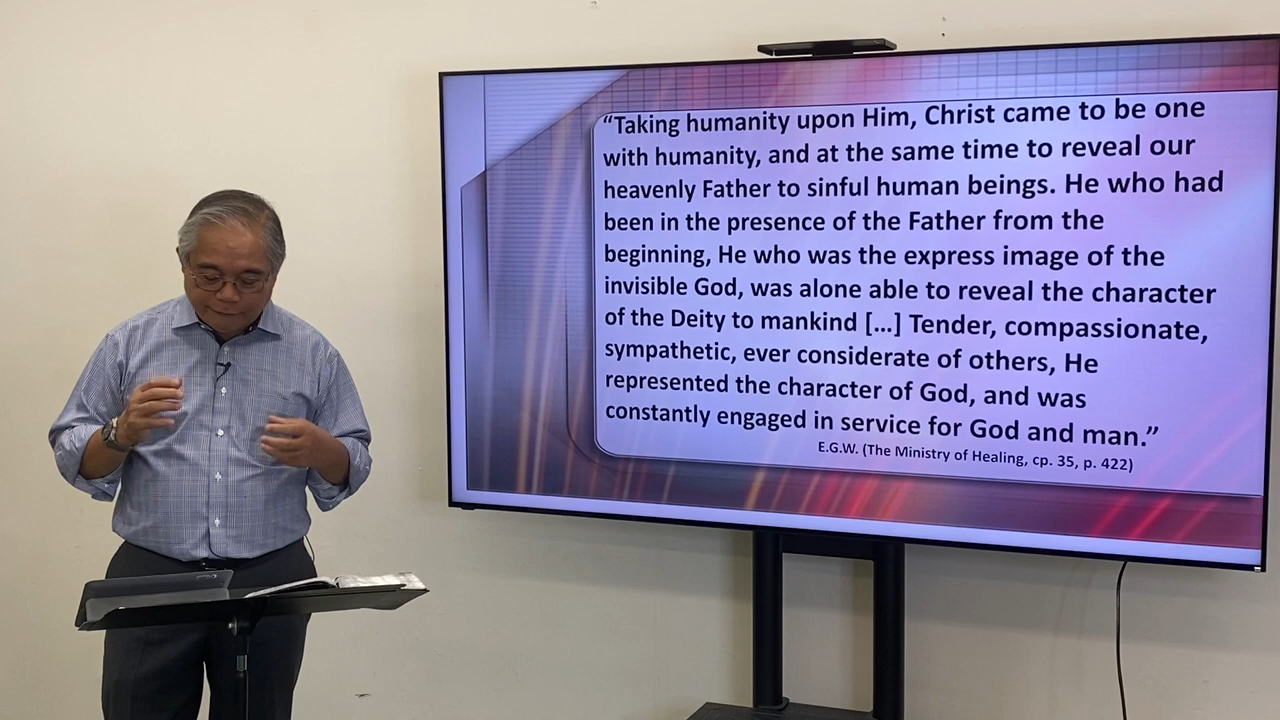 “Taking humanity upon Him, Christ came to be one
with humanity, and at the same time to reveal our
heavenly Father to sinful human beings. He who had
been in the presence of the Father from the
beginning, He who was the express image of the
invisible God, was alone able to reveal the character
of the Deity to mankind [...] Tender, compassionate,
sympathetic, ever considerate of others, He
represented the character of God, and was
constantly engaged in service for God and man.”
E.G.W. (The Ministry of Healing, cp. 35, p. 422)